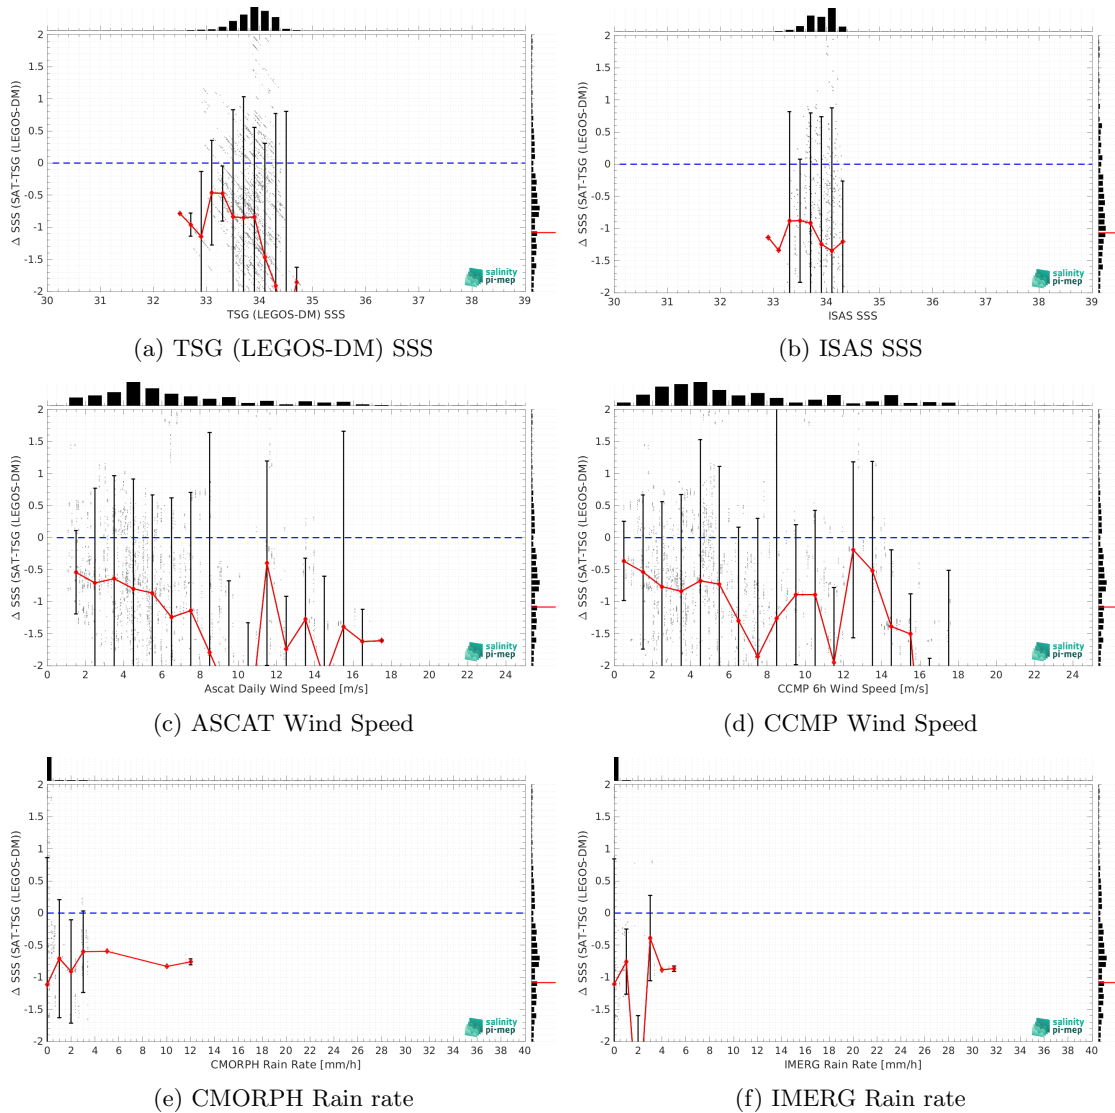 2
1.5
1
0.5
0
-0.5
-1
-1.5
-2
Δ SSS (SAT-TSG (LEGOS-DM))
30 31 32 33 34 35 36 37 38 39
TSG (LEGOS-DM) SSS
salinity
pi-mep
(a) TSG (LEGOS-DM) SSS
2
1.5
1
0.5
0
-0.5
-1
-1.5
-2
Δ SSS (SAT-TSG (LEGOS-DM))
30 31 32 33 34 35 36 37 38 39
ISAS SSS
salinity
pi-mep
(b) ISAS SSS
2
1.5
1
0.5
0
-0.5
-1
-1.5
-2
Δ SSS (SAT-TSG (LEGOS-DM))
0 2 4 6 8 10 12 14 16 18 20 22 24
Ascat Daily Wind Speed [m/s]
salinity
pi-mep
(c) ASCAT Wind Speed
2
1.5
1
0.5
0
-0.5
-1
-1.5
-2
Δ SSS (SAT-TSG (LEGOS-DM))
0 2 4 6 8 10 12 14 16 18 20 22 24
CCMP 6h Wind Speed [m/s]
salinity
pi-mep
(d) CCMP Wind Speed
2
1.5
1
0.5
0
-0.5
-1
-1.5
-2
Δ SSS (SAT-TSG (LEGOS-DM))
0 2 4 6 8 10 12 14 16 18 20 22 24 26 28 30 32 34 36 38 40
CMORPH Rain Rate [mm/h]
salinity
pi-mep
(e) CMORPH Rain rate
2
1.5
1
0.5
0
-0.5
-1
-1.5
-2
Δ SSS (SAT-TSG (LEGOS-DM))
0 2 4 6 8 10 12 14 16 18 20 22 24 26 28 30 32 34 36 38 40
IMERG Rain Rate [mm/h]
salinity
pi-mep
(f) IMERG Rain rate